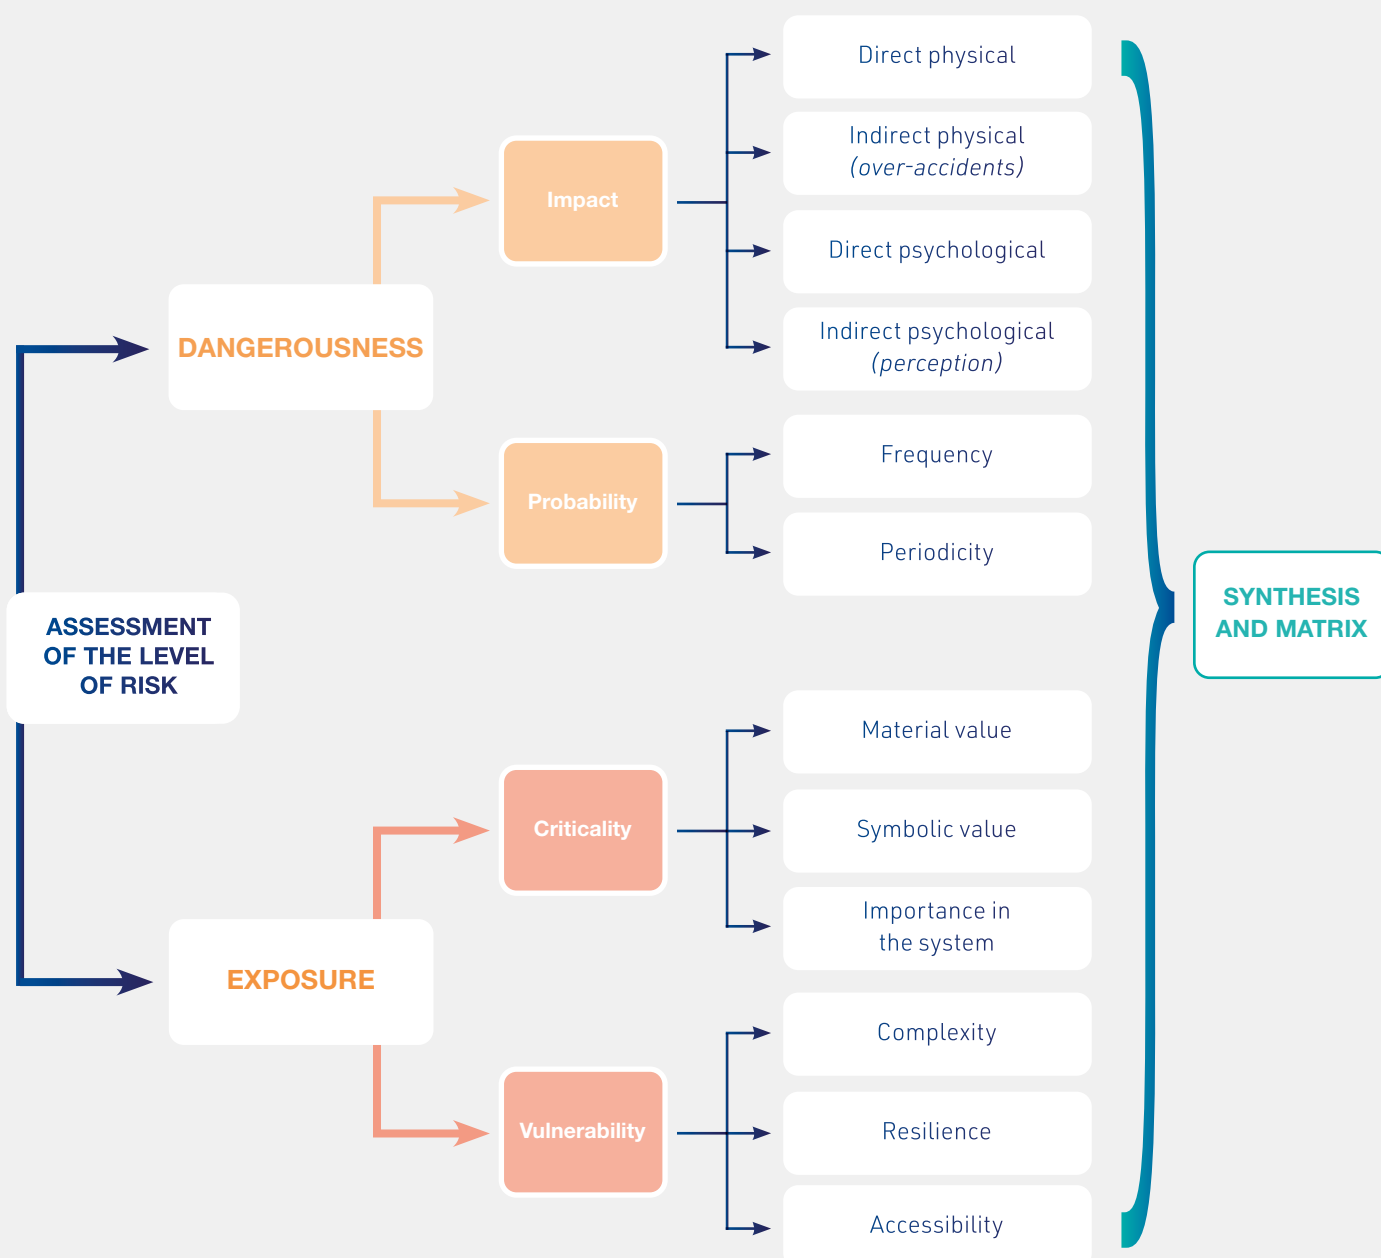 ASSESSMENT
OF THE LEVEL
OF RISK
DANGEROUSNESS
Impact
Direct physical
Indirect physical
(over-accidents)
Direct psychological
Indirect psychological
(perception)
Probability
Frequency
Periodicity
EXPOSURE
Criticality
Material value
Symbolic value
Importance in
the system
Vulnerability
Complexity
Resilience
Accessibility
SYNTHESIS
AND MATRIX